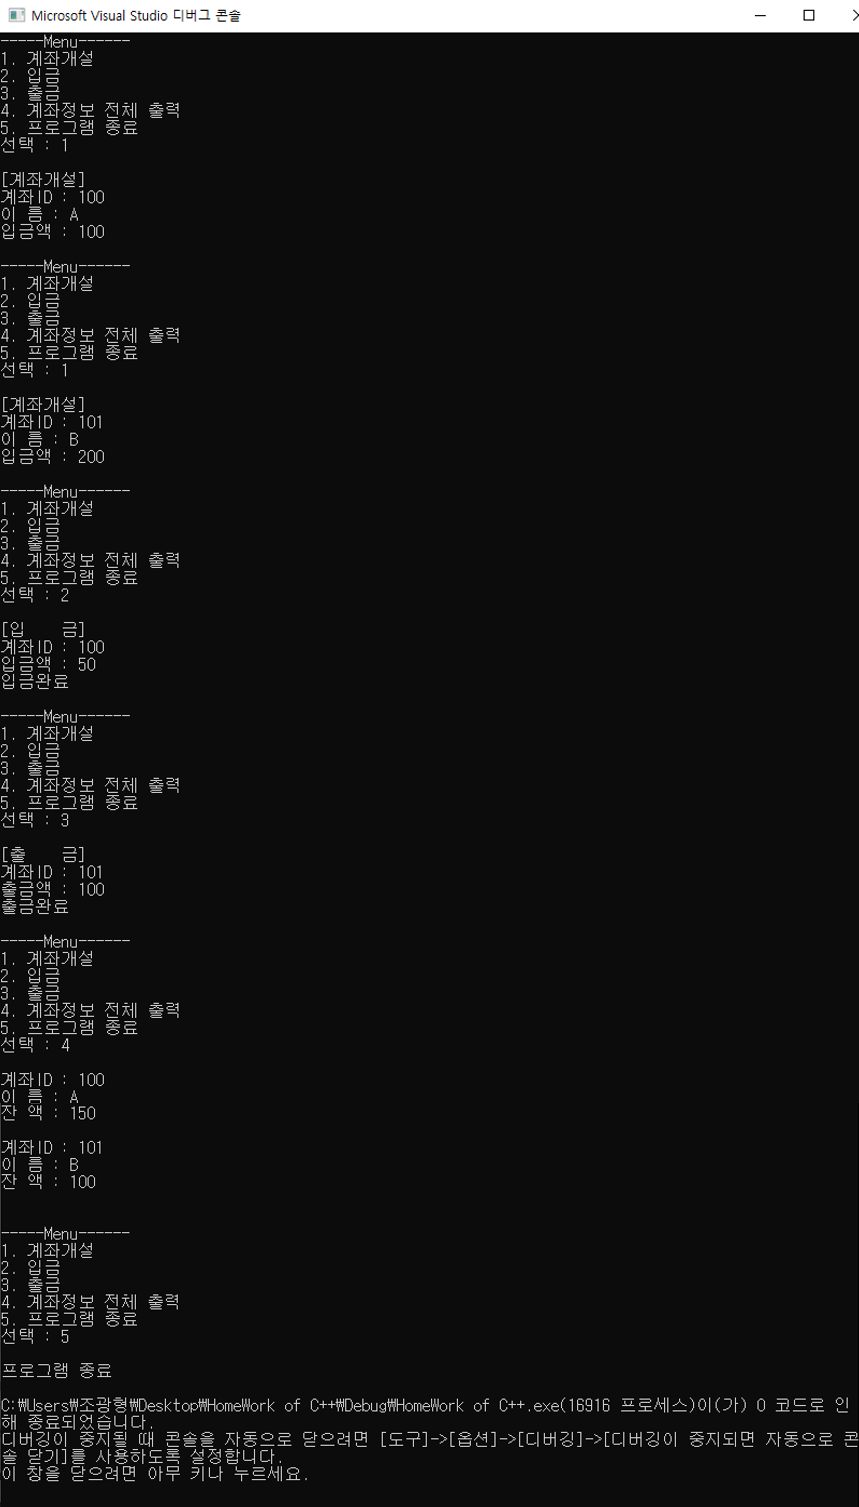 Microsoft Visual Studio 디버그 콘솔
-----Menu------
1. 계좌개설
2. 입금
3. 출금
4. 계좌정보 전체 출력
5. 프로그램 종료
선택 : 1
[계좌개설]
계좌ID : 100
이 름 : A
입금액 : 100
-----Menu------
1. 계좌개설
2. 입금
3. 출금
4. 계좌정보 전체 출력
5. 프로그램 종료
선택 : 1
[계좌개설]
계좌ID : 101
이 름 : B
입금액 : 200
-----Menu------
1. 계좌개설
2. 입금
3. 출금
4. 계좌정보 전체 출력
5. 프로그램 종료
선택 : 2
[입    금]
계좌ID : 100
입금액 : 50
입금완료
-----Menu------
1. 계좌개설
2. 입금
3. 출금
4. 계좌정보 전체 출력
5. 프로그램 종료
선택 : 3
[출    금]
계좌ID : 101
출금액 : 100
출금완료
-----Menu------
1. 계좌개설
2. 입금
3. 출금
4. 계좌정보 전체 출력
5. 프로그램 종료
선택 : 4
계좌ID : 100
이 름 : A
잔 액 : 150
계좌ID : 101
이 름 : B
잔 액 : 100
-----Menu------
1. 계좌개설
2. 입금
3. 출금
4. 계좌정보 전체 출력
5. 프로그램 종료
선택 : 5
프로그램 종료
C:₩Users₩조광형₩Desktop₩HomeWork of C++₩Debug₩HomeWork of C++.exe(16916 프로세스)이(가) 0 코드로 인
해 종료되었습니다.
디버깅이 중지될 때 콘솔을 자동으로 닫으려면 [도구]->[옵션]->[디버깅]->[디버깅이 중지되면 자동으로 콘
솔 닫기]를 사용하도록 설정합니다.
이 창을 닫으려면 아무 키나 누르세요.